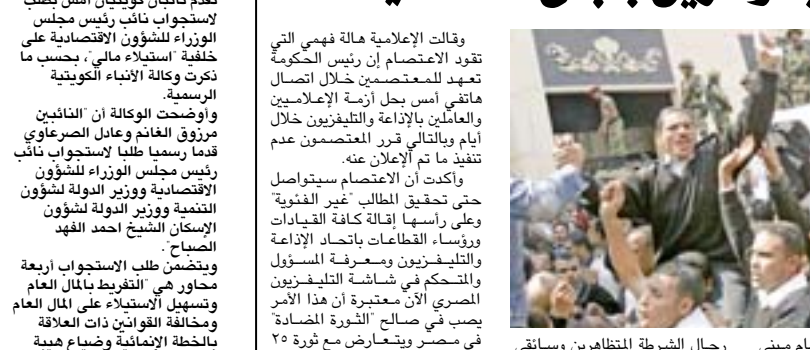 وقالت الإعلامية هالة فهمي التي
تقود الاعتصام إن رئيس الحكومة
تعهد للمعتصمين خلال اتصال
هاتفي أمس بحل أزمة الإعلاميين
والعاملين بالإذاعة والتليفزيون خلال
أيام وبالتالي قرر المعتصمون عدم
تنفيذ ما تم الإعلان عنه.
وأكدت أن الاعتصام سيتواصل
حتى تحقيق المطالب "غير الفئوية"
وعلى رأسها إقالة كافة القيادات
ورؤساء القطاعات باتحاد الإذاعة
والتليفزيون ومعرفة المسؤول
والمتحكم في شاشة التليفزيون
المصري الآن معتبرة أن هذا الأمر
يصب في صالح "الثورة المضادة"
في مصر ويتعارض مع ثورة ٢٥
تقدم نائبان كويتيان أمس بطلب
لاستجواب نائب رئيس مجلس
الوزراء للشؤون الاقتصادية على
خلفية "استيلاء مالي"، بحسب ما
ذكرت وكالة الأنباء الكويتية
الرسمية.
وأوضحت الوكالة أن "النائبين
مرزوق الغانم وعادل الصرعاوي
قدما رسميا طلبا لاستجواب نائب
رئيس مجلس الوزراء للشؤون
الاقتصادية ووزير الدولة لشؤون
التنمية ووزير الدولة لشؤون
الإسكان الشيخ احمد الفهد
الصباح".
ويتضمن طلب الاستجواب أربعة
محاور هي "التفريط بالمال العام
وتسهيل الاستيلاء على المال العام
ومخالفة القوانين ذات العلاقة
بالخطة الإنمائية وضياع هيبة
رجال الشرطة المتظاهرين وسائقي